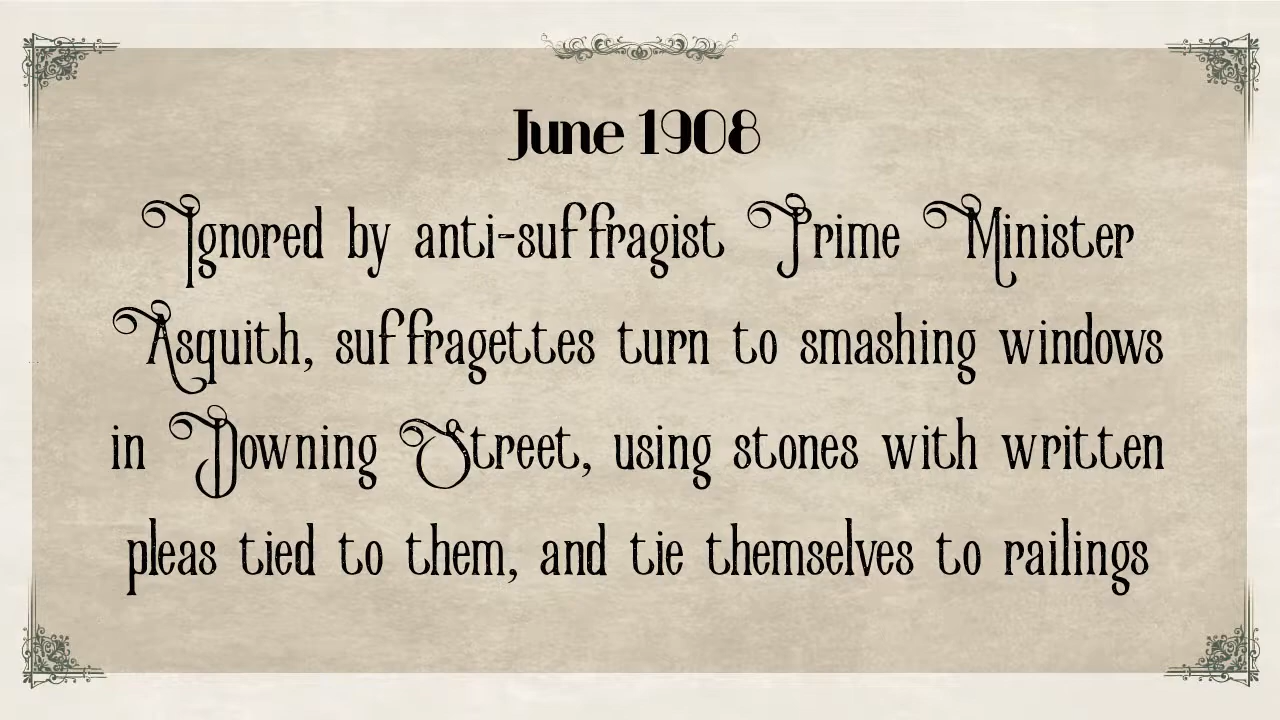 June 1908
Ignored by anti-suffragist Prime Minister
Asquith, suffragettes turn to smashing windows
in Downing Street, using stones with written
pleas tied to them, and tie themselves to railings